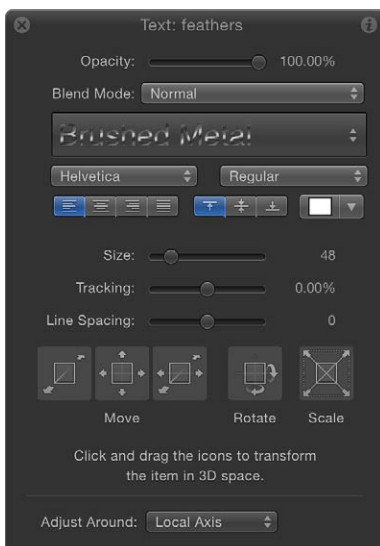 Text: feathers
Opacity: 100.00%
Blend Mode: Normal
Brushed Metal
Helvetica Regular
Size: 48
Tracking: 0.00%
Line Spacing: 0
Move Rotate Scale
Click and drag the icons to transform
the item in 3D space.
Adjust Around: Local Axis